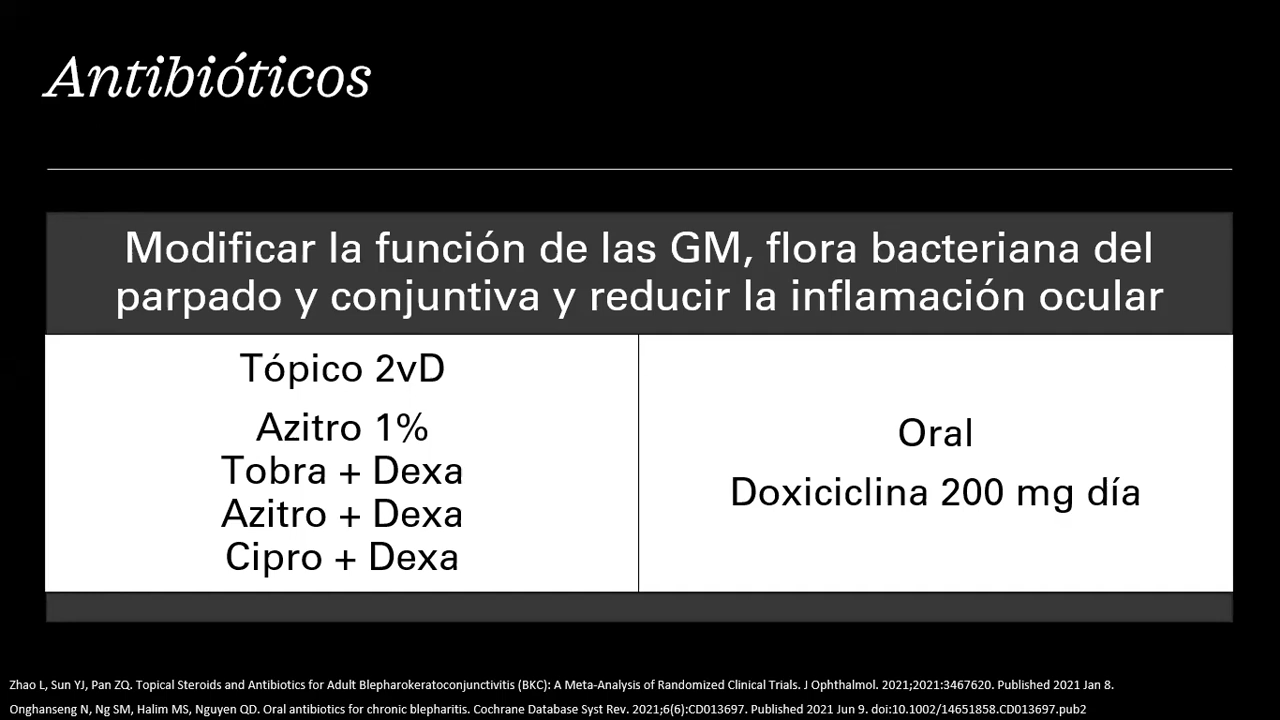 Antibióticos
Modificar la función de las GM, flora bacteriana del
parpado y conjuntiva y reducir la inflamación ocular
Tópico 2vD
Azitro 1%
Tobra + Dexa
Azitro + Dexa
Cipro + Dexa
Oral
Doxiciclina 200 mg día
Zhao L, Sun YJ, Pan ZQ. Topical Steroids and Antibiotics for Adult Blepharokeratoconjunctivitis (BKC): A Meta-Analysis of Randomized Clinical Trials. J Ophthalmol. 2021;2021:3467620. Published 2021 Jan 8.
Onghanseng N, Ng SM, Halim MS, Nguyen QD. Oral antibiotics for chronic blepharitis. Cochrane Database Syst Rev. 2021;6(6):CD013697. Published 2021 Jun 9. doi:10.1002/14651858.CD013697.pub2